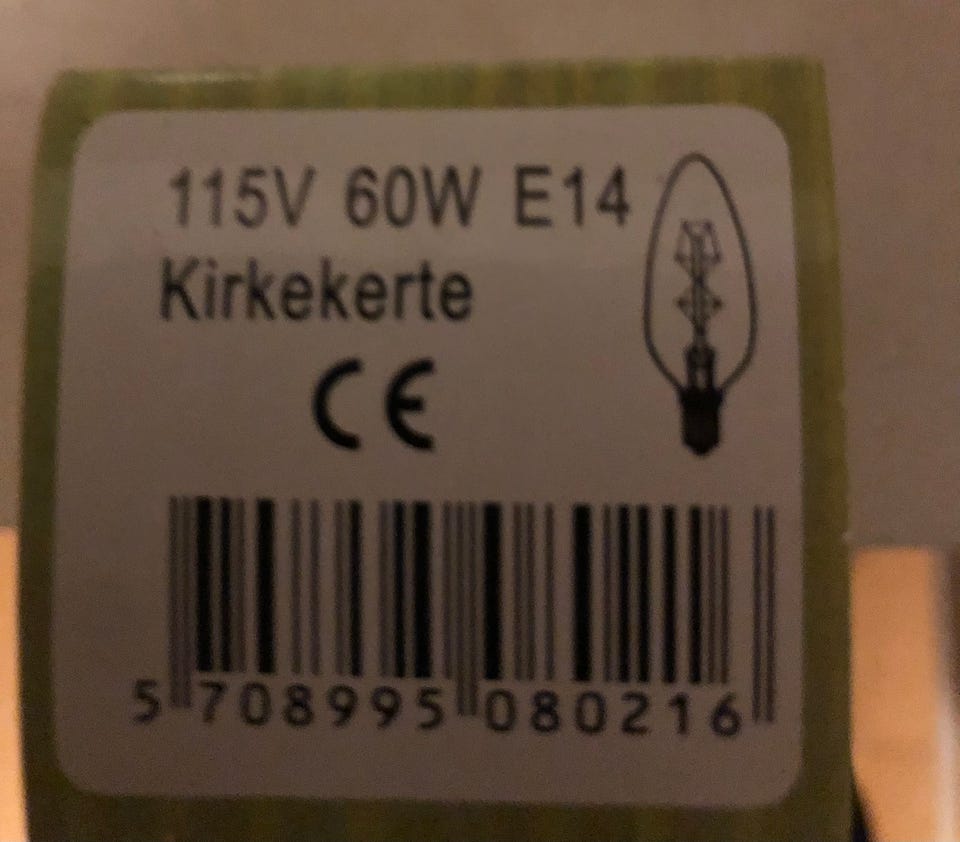 115V 60W E14
Kirkekerte
CE
5 708995 080216